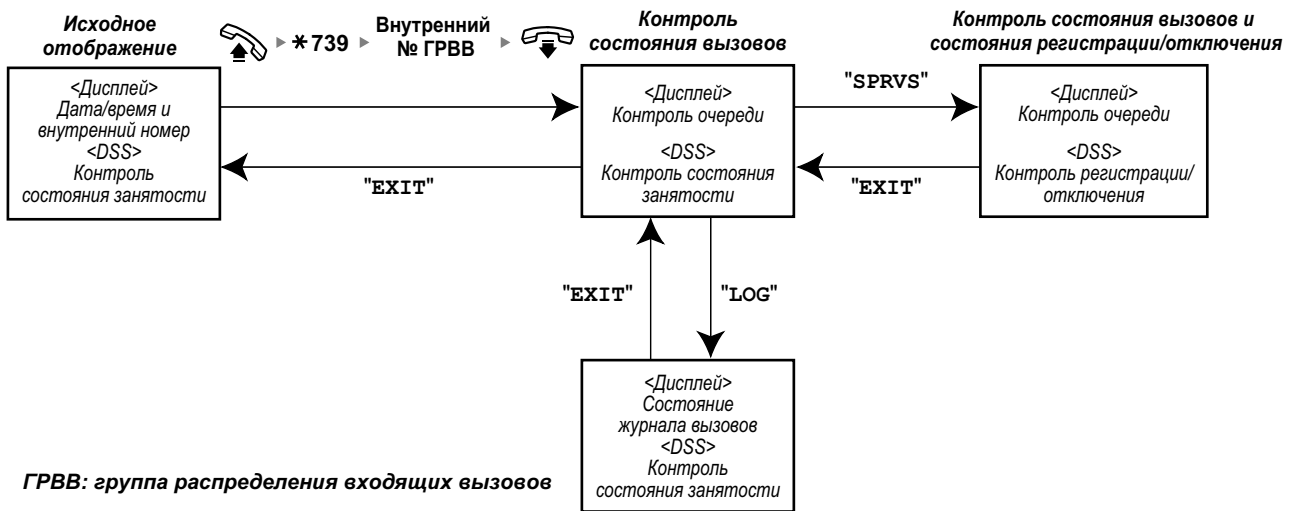 Исходное
отображение
✳739
Внутренний
№ ГРВВ
Контроль
состояния вызовов
Контроль состояния вызовов и
состояния регистрации/отключения
<Дисплей>
Дата/время и
внутренний номер
<DSS>
Контроль
состояния занятости
"EXIT"
<Дисплей>
Контроль очереди
<DSS>
Контроль состояния
занятости
"SPRVS"
"EXIT"
<Дисплей>
Контроль очереди
<DSS>
Контроль регистрации/
отключения
"EXIT"
"LOG"
<Дисплей>
Состояние
журнала вызовов
<DSS>
Контроль
состояния занятости
ГРВВ: группа распределения входящих вызовов